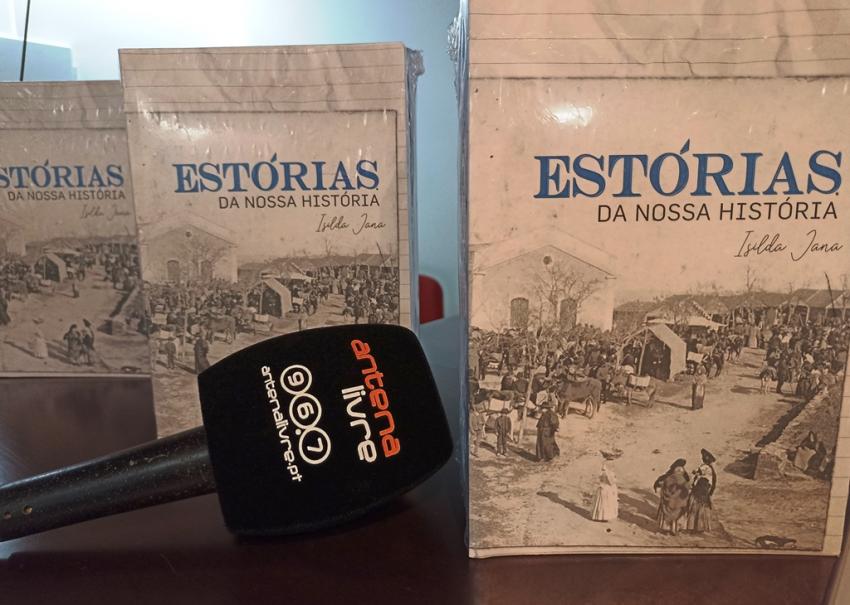 STÓRIAS
DA NOSSA HISTÓRIA
Isilda Jana
ESTÓRIAS
DA NOSSA HISTÓRIA
Isilda Jana
ESTÓRIAS
DA NOSSA HISTÓRIA
Isilda Jana
antena
livre
96.7
antenalivre.pt